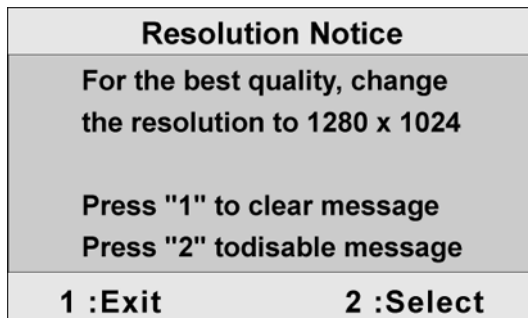 Resolution Notice
For the best quality, change
the resolution to 1280 x 1024
Press "1" to clear message
Press "2" todisable message
1 :Exit 2 :Select